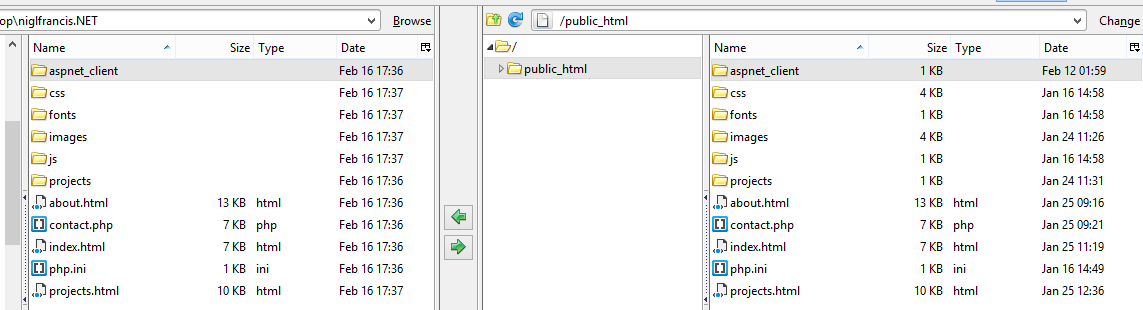 op\niglfrancis.NET Browse /public_html Change
Name Size Type Date / Name Size Type Date
aspnet_client Feb 16 17:36 public_html aspnet_client 1 KB Feb 12 01:59
css Feb 16 17:37 css 4 KB Jan 16 14:58
fonts Feb 16 17:37 fonts 1 KB Jan 16 14:58
images Feb 16 17:37 images 4 KB Jan 24 11:26
js Feb 16 17:37 js 1 KB Jan 16 14:58
projects Feb 16 17:36 projects 1 KB Jan 24 11:31
about.html 13 KB html Feb 16 17:36 about.html 13 KB html Jan 25 09:16
contact.php 7 KB php Feb 16 17:36 contact.php 7 KB php Jan 25 09:21
index.html 7 KB html Feb 16 17:36 index.html 7 KB html Jan 25 11:19
php.ini 1 KB ini Feb 16 17:36 php.ini 1 KB ini Jan 16 14:49
projects.html 10 KB html Feb 16 17:37 projects.html 10 KB html Jan 25 12:36